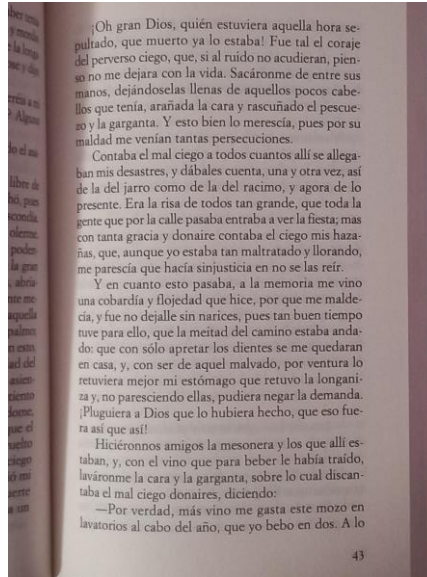 ¡Oh gran Dios, quién estuviera aquella hora se-
pultado, que muerto ya lo estaba! Fue tal el coraje
del perverso ciego, que, si al ruido no acudieran, pien-
so no me dejara con la vida. Sacáronme de entre sus
manos, dejándoselas llenas de aquellos pocos cabe-
llos que tenía, arañada la cara y rascuñado el pescue-
zo y la garganta. Y esto bien lo merescía, pues por su
maldad me venían tantas persecuciones.
Contaba el mal ciego a todos cuantos allí se allega-
ban mis desastres, y dábales cuenta, una y otra vez, así
de la del jarro como de la del racimo, y agora de lo
presente. Era la risa de todos tan grande, que toda la
gente que por la calle pasaba entraba a ver la fiesta; mas
con tanta gracia y donaire contaba el ciego mis haza-
ñas, que, aunque yo estaba tan maltratado y llorando,
me parescía que hacía sinjusticia en no se las reír.
Y en cuanto esto pasaba, a la memoria me vino
una cobardía y flojedad que hice, por que me malde-
cía, y fue no dejalle sin narices, pues tan buen tiempo
tuve para ello, que la meitad del camino estaba anda-
do: que con sólo apretar los dientes se me quedaran
en casa, y, con ser de aquel malvado, por ventura lo
retuviera mejor mi estómago que retuvo la longani-
za y, no paresciendo ellas, pudiera negar la demanda.
¡Pluguiera a Dios que lo hubiera hecho, que eso fue-
ra así que así!
Hiciéronnos amigos la mesonera y los que allí es-
taban, y, con el vino que para beber le había traído,
laváronme la cara y la garganta, sobre lo cual discan-
taba el mal ciego donaires, diciendo:
—Por verdad, más vino me gasta este mozo en
lavatorios al cabo del año, que yo bebo en dos. A lo
43